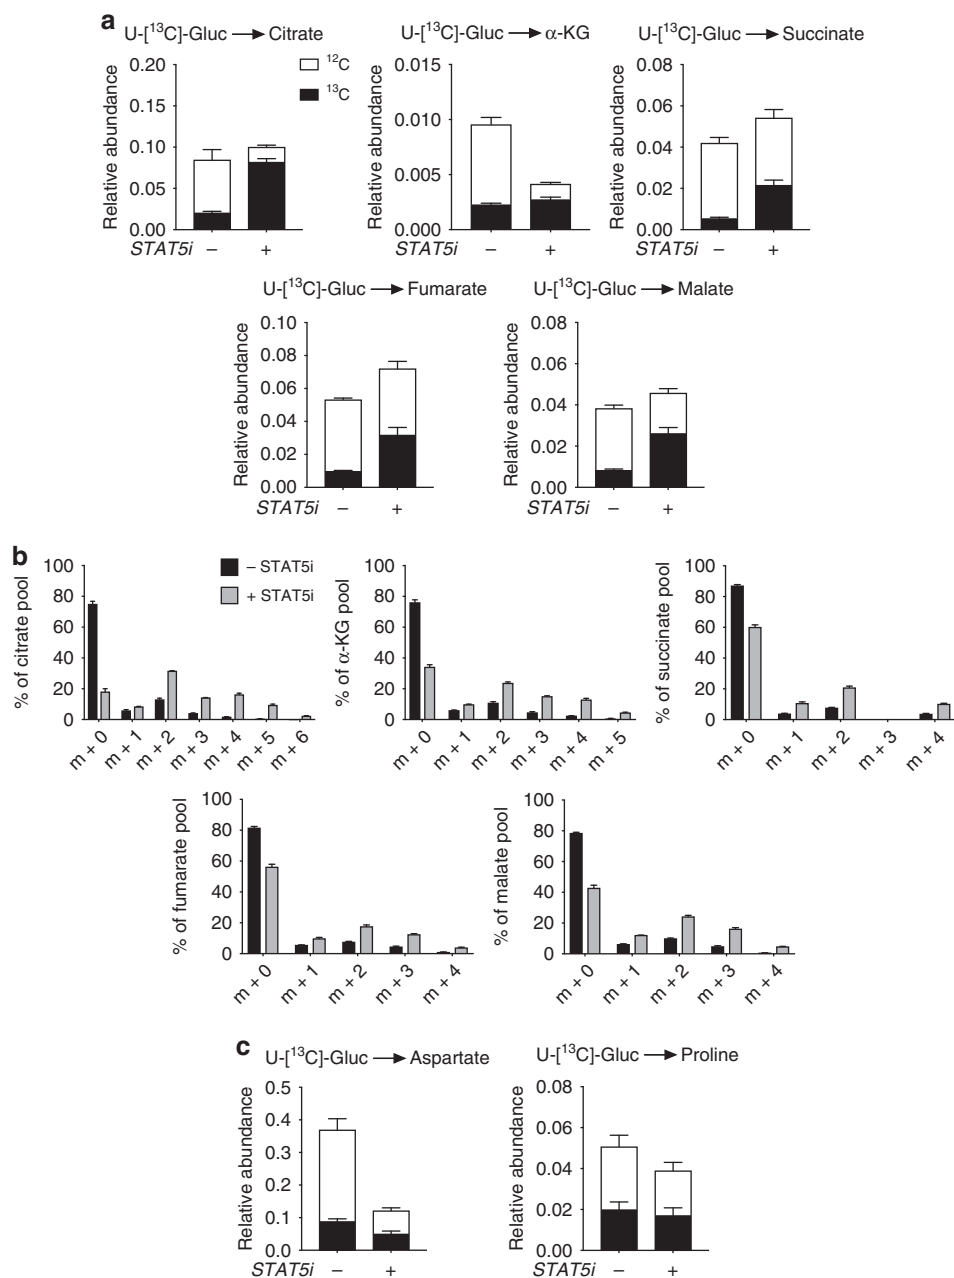 a
U-[¹³C]-Gluc → Citrate
U-[¹³C]-Gluc → α-KG
U-[¹³C]-Gluc → Succinate
Relative abundance
0.20
0.15
0.10
0.05
0.00
STAT5i – +
¹²C
¹³C
Relative abundance
0.015
0.010
0.005
0.000
– +
Relative abundance
0.08
0.06
0.04
0.02
0.00
STAT5i – +
U-[¹³C]-Gluc → Fumarate
U-[¹³C]-Gluc → Malate
Relative abundance
0.10
0.08
0.06
0.04
0.02
0.00
STAT5i – +
Relative abundance
0.08
0.06
0.04
0.02
0.00
STAT5i – +
b
% of citrate pool
100
80
60
40
20
0
m + 0 m + 1 m + 2 m + 3 m + 4 m + 5 m + 6
– STAT5i
+ STAT5i
% of α-KG pool
100
80
60
40
20
0
m + 0 m + 1 m + 2 m + 3 m + 4 m + 5
% of succinate pool
100
80
60
40
20
0
m + 0 m + 1 m + 2 m + 3 m + 4
% of fumarate pool
100
80
60
40
20
0
m + 0 m + 1 m + 2 m + 3 m + 4
% of malate pool
100
80
60
40
20
0
m + 0 m + 1 m + 2 m + 3 m + 4
c
U-[¹³C]-Gluc → Aspartate
U-[¹³C]-Gluc → Proline
Relative abundance
0.5
0.4
0.3
0.2
0.1
0.0
STAT5i – +
Relative abundance
0.08
0.06
0.04
0.02
0.00
STAT5i – +